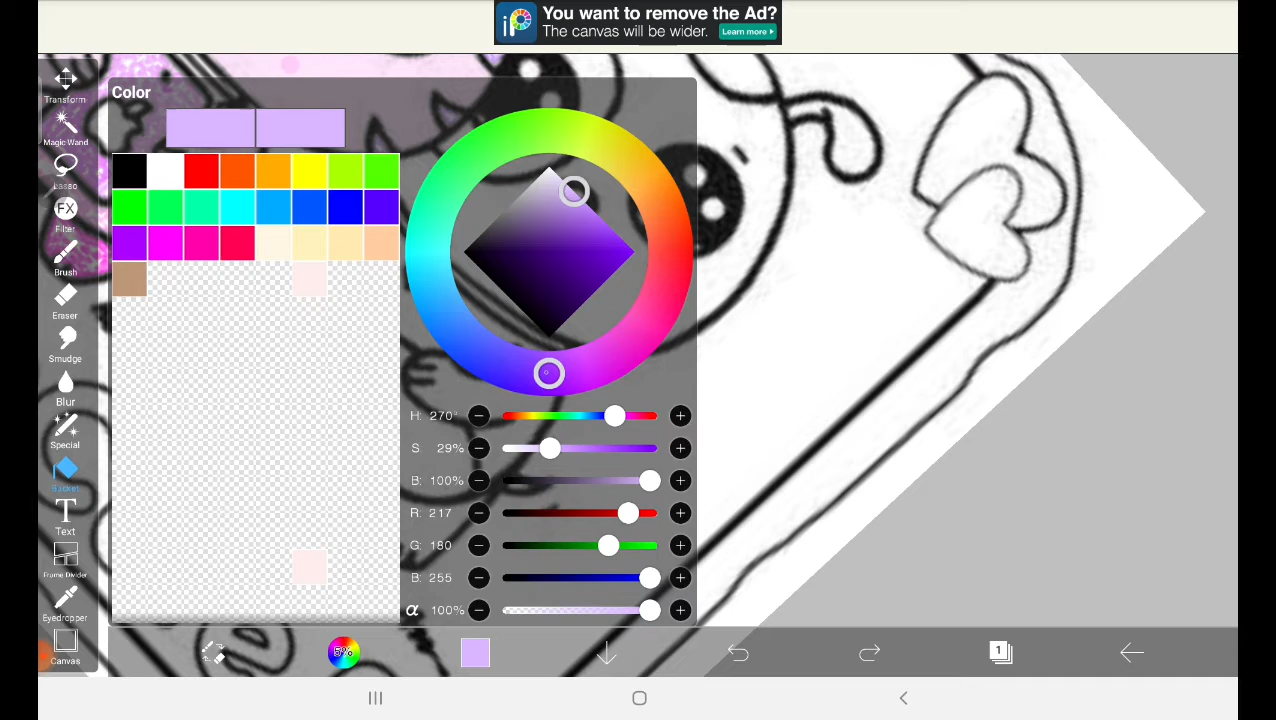 You want to remove the Ad?
The canvas will be wider.
Learn more
iP
Transform
Magic Wand
Lasso
FX
Filter
Brush
Eraser
Smudge
Blur
Special
Bucket
T
Text
Frame Divider
Eyedropper
Canvas
Color
H: 270°
S: 29%
B: 100%
R: 217
G: 180
B: 255
α 100%
5%
1